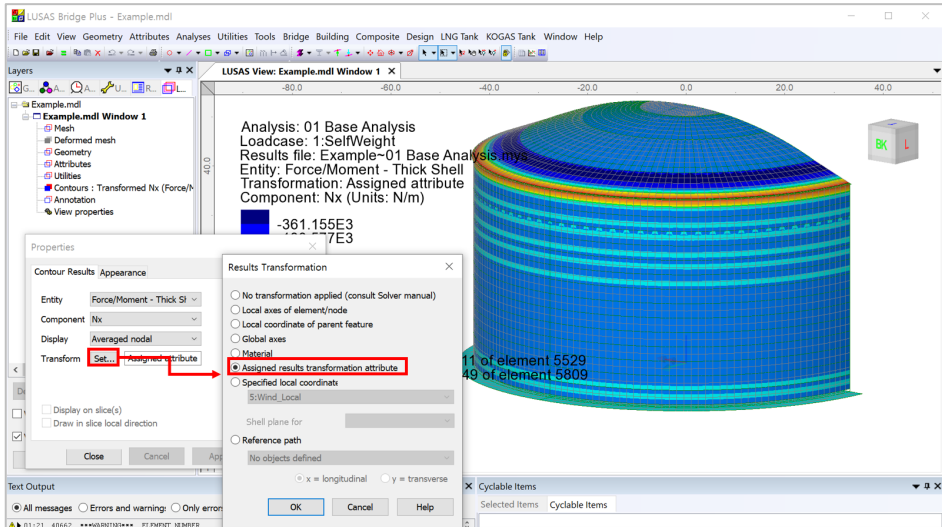 LUSAS Bridge Plus - Example.mdl
File Edit View Geometry Attributes Analyses Utilities Tools Bridge Building Composite Design LNG Tank KOGAS Tank Window Help
Layers
LUSAS View: Example.mdl Window 1
G... A... A... U... R... L...
-80.0 -60.0 -40.0 -20.0 0.0 20.0 40.0
40.0
Example.mdl
Example.mdl Window 1
Mesh
Deformed mesh
Geometry
Attributes
Utilities
Contours : Transformed Nx (Force/M
Annotation
View properties
Analysis: 01 Base Analysis
Loadcase: 1:SelfWeight
Results file: Example~01 Base Analysis.mys
Entity: Force/Moment - Thick Shell
Transformation: Assigned attribute
Component: Nx (Units: N/m)
-361.155E3
BK L
11 of element 5529
49 of element 5809
Properties
Contour Results Appearance
Entity Force/Moment - Thick Sh
Component Nx
Display Averaged nodal
Transform Set... Assigned attribute
Display on slice(s)
Draw in slice local direction
Close Cancel App
De
Results Transformation
No transformation applied (consult Solver manual)
Local axes of element/node
Local coordinate of parent feature
Global axes
Material
Assigned results transformation attribute
Specified local coordinate
5:Wind_Local
Shell plane for
Reference path
No objects defined
x = longitudinal y = transverse
OK Cancel Help
Text Output
All messages Errors and warnings Only errors
01:21 40662 ***WARNING*** ELEMENT NUMBER
Cyclable Items
Selected Items Cyclable Items